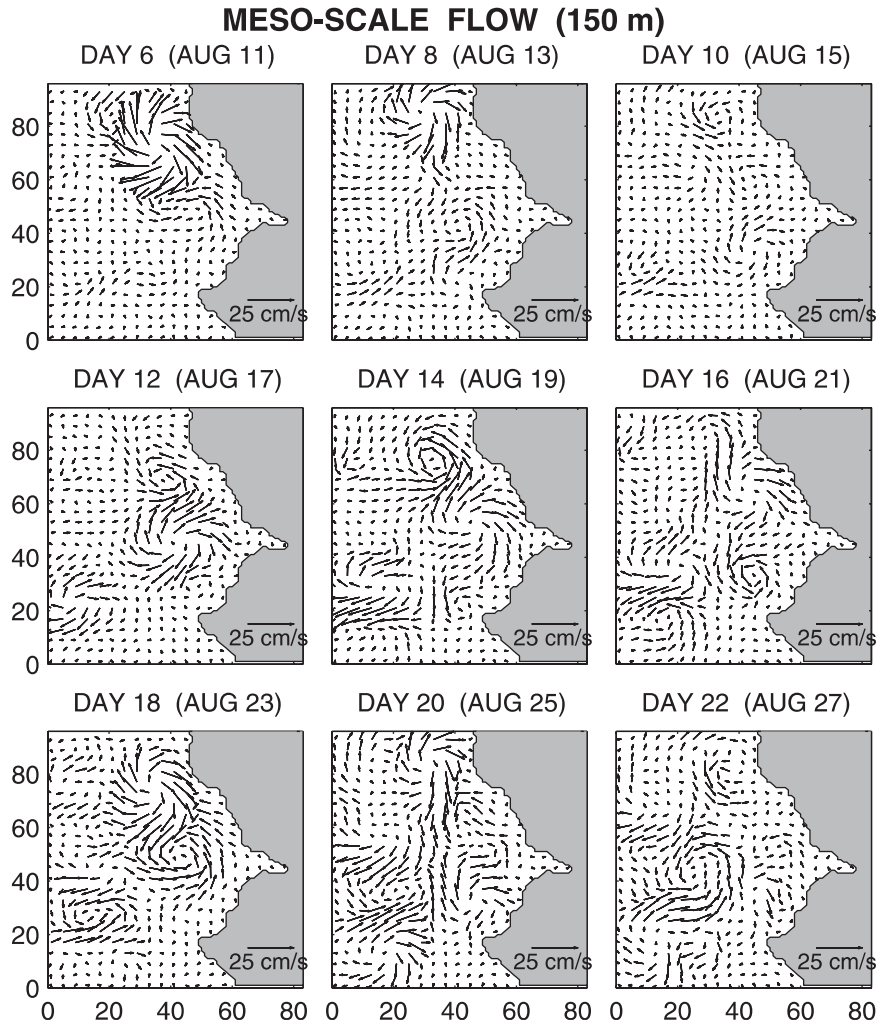 MESO-SCALE FLOW (150 m)
DAY 6 (AUG 11) DAY 8 (AUG 13) DAY 10 (AUG 15)
80
60
40
20
0
25 cm/s 25 cm/s 25 cm/s
DAY 12 (AUG 17) DAY 14 (AUG 19) DAY 16 (AUG 21)
80
60
40
20
0
25 cm/s 25 cm/s 25 cm/s
DAY 18 (AUG 23) DAY 20 (AUG 25) DAY 22 (AUG 27)
80
60
40
20
0
25 cm/s 25 cm/s 25 cm/s
0 20 40 60 80 0 20 40 60 80 0 20 40 60 80